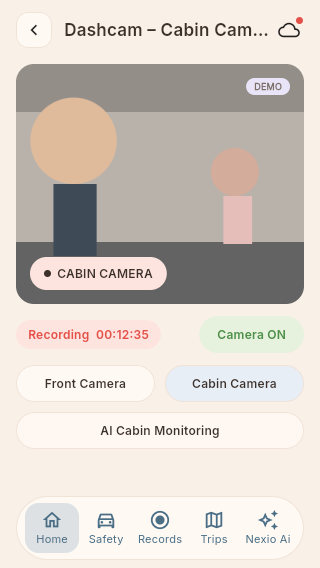 Dashcam – Cabin Cam...
DEMO
CABIN CAMERA
Recording 00:12:35
Camera ON
Front Camera
Cabin Camera
AI Cabin Monitoring
Home
Safety
Records
Trips
Nexio Ai